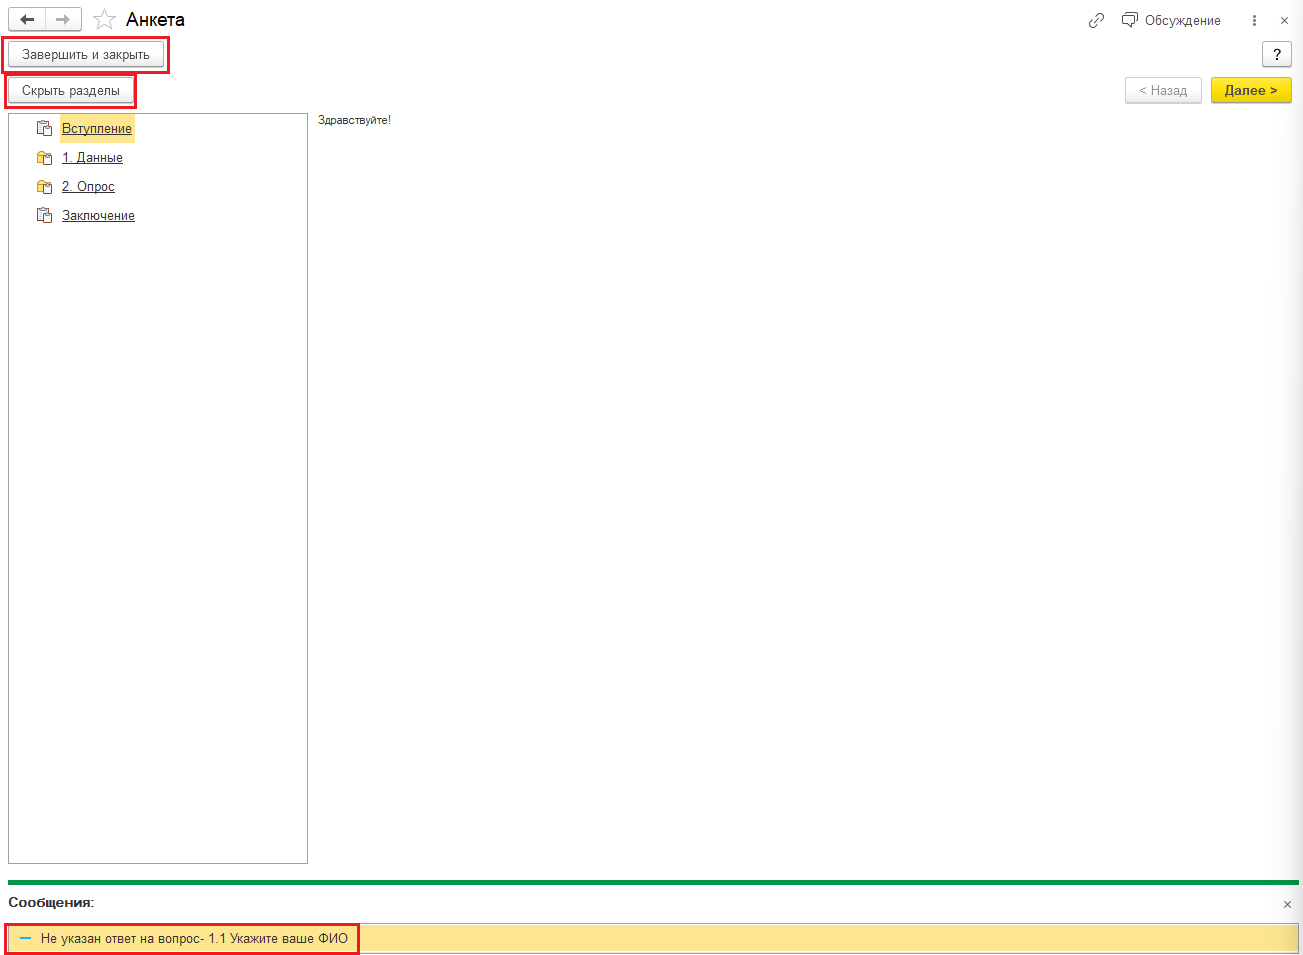 Анкета
Обсуждение
Завершить и закрыть
?
Скрыть разделы
< Назад
Далее >
Вступление
Здравствуйте!
1. Данные
2. Опрос
Заключение
Сообщения:
Не указан ответ на вопрос- 1.1 Укажите ваше ФИО